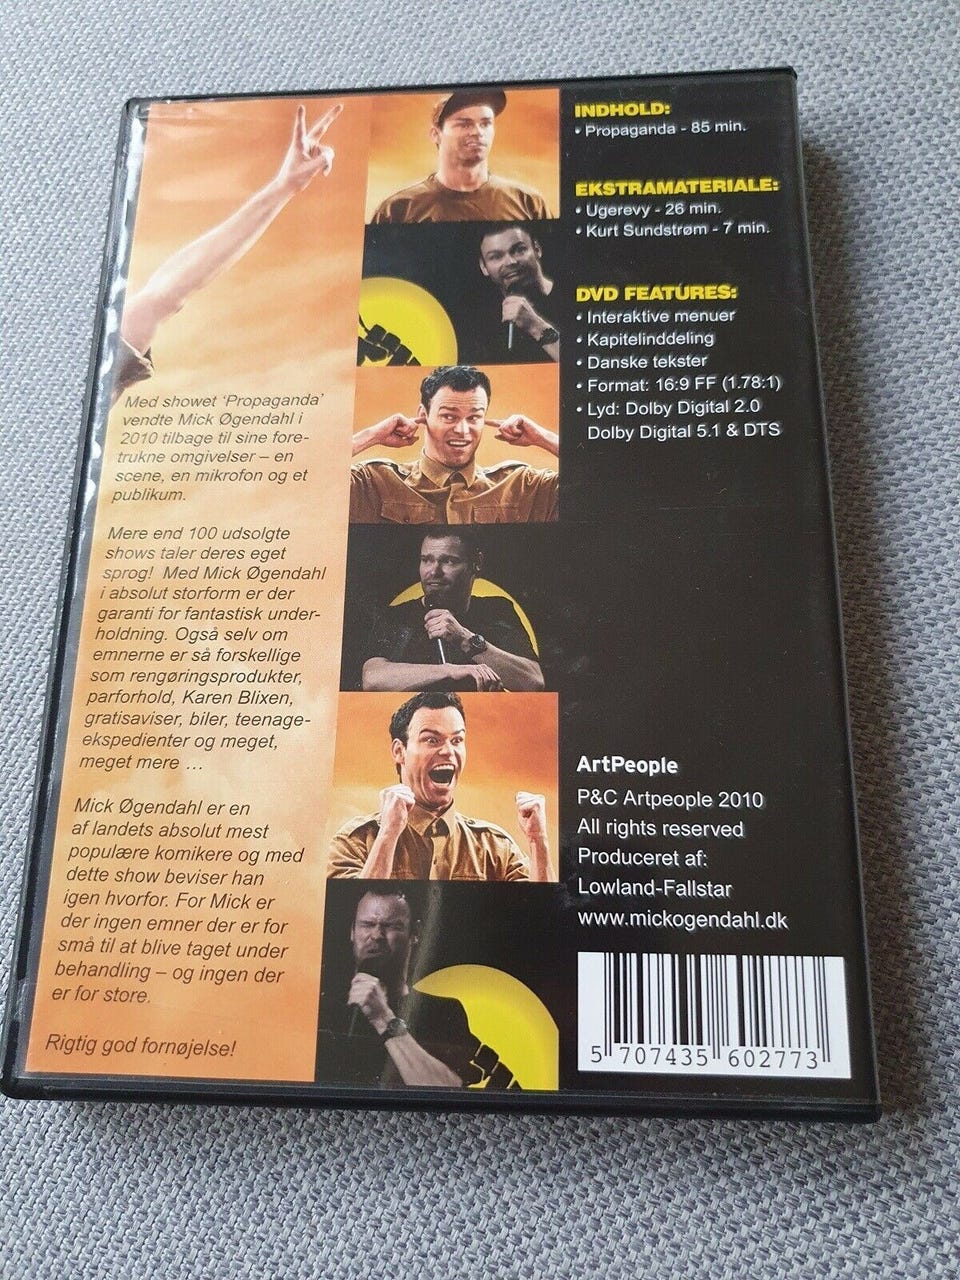 Med showet ‘Propaganda’
vendte Mick Øgendahl i
2010 tilbage til sine fore-
trukne omgivelser – en
scene, en mikrofon og et
publikum.
Mere end 100 udsolgte
shows taler deres eget
sprog! Med Mick Øgendahl
i absolut storform er der
garanti for fantastisk under-
holdning. Også selv om
emnerne er så forskellige
som rengøringsprodukter,
parforhold, Karen Blixen,
gratisaviser, biler, teenage-
ekspedienter og meget,
meget mere ...
Mick Øgendahl er en
af landets absolut mest
populære komikere og med
dette show beviser han
igen hvorfor. For Mick er
der ingen emner der er for
små til at blive taget under
behandling – og ingen der
er for store.
Rigtig god fornøjelse!
INDHOLD:
• Propaganda - 85 min.
EKSTRAMATERIALE:
• Ugerevy - 26 min.
• Kurt Sundstrøm - 7 min.
DVD FEATURES:
• Interaktive menuer
• Kapitelinddeling
• Danske tekster
• Format: 16:9 FF (1.78:1)
• Lyd: Dolby Digital 2.0
Dolby Digital 5.1 & DTS
ArtPeople
P&C Artpeople 2010
All rights reserved
Produceret af:
Lowland-Fallstar
www.mickogendahl.dk
5 707435 602773